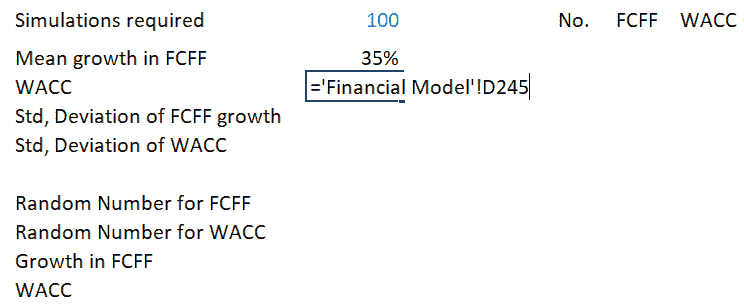 Simulations required 100 No. FCFF WACC
Mean growth in FCFF 35%
WACC ='Financial Model'!D245
Std, Deviation of FCFF growth
Std, Deviation of WACC
Random Number for FCFF
Random Number for WACC
Growth in FCFF
WACC